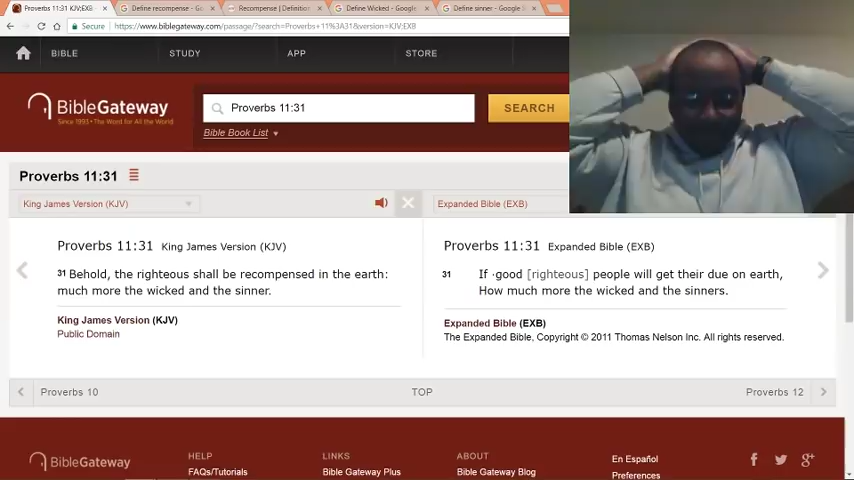 Proverbs 11:31 KJV;EXB -
Define recompense - Go
Recompense | Definition
Define Wicked - Google
Define sinner - Google S
Secure https://www.biblegateway.com/passage/?search=Proverbs+11%3A31&version=KJV;EXB
BIBLE STUDY APP STORE
BibleGateway
Since 1993 • The Word for All the World
Proverbs 11:31
SEARCH
Bible Book List
Proverbs 11:31
King James Version (KJV)
Expanded Bible (EXB)
Proverbs 11:31 King James Version (KJV)
31 Behold, the righteous shall be recompensed in the earth:
much more the wicked and the sinner.
King James Version (KJV)
Public Domain
Proverbs 11:31 Expanded Bible (EXB)
31 If ·good [righteous] people will get their due on earth,
How much more the wicked and the sinners.
Expanded Bible (EXB)
The Expanded Bible, Copyright © 2011 Thomas Nelson Inc. All rights reserved.
Proverbs 10 TOP Proverbs 12
BibleGateway
HELP
FAQs/Tutorials
LINKS
Bible Gateway Plus
ABOUT
Bible Gateway Blog
En Español
Preferences